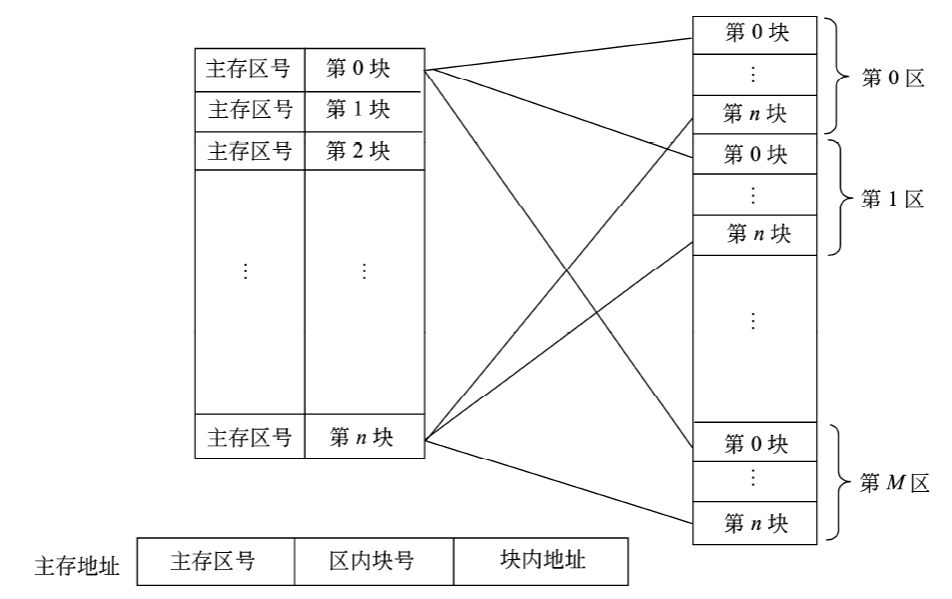 主存区号 第 0 块
主存区号 第 1 块
主存区号 第 2 块
⋮ ⋮
主存区号 第 n 块
第 0 块
⋮
第 n 块
第 0 区
第 0 块
⋮
第 n 块
第 1 区
⋮
第 0 块
⋮
第 n 块
第 M 区
主存地址 主存区号 区内块号 块内地址